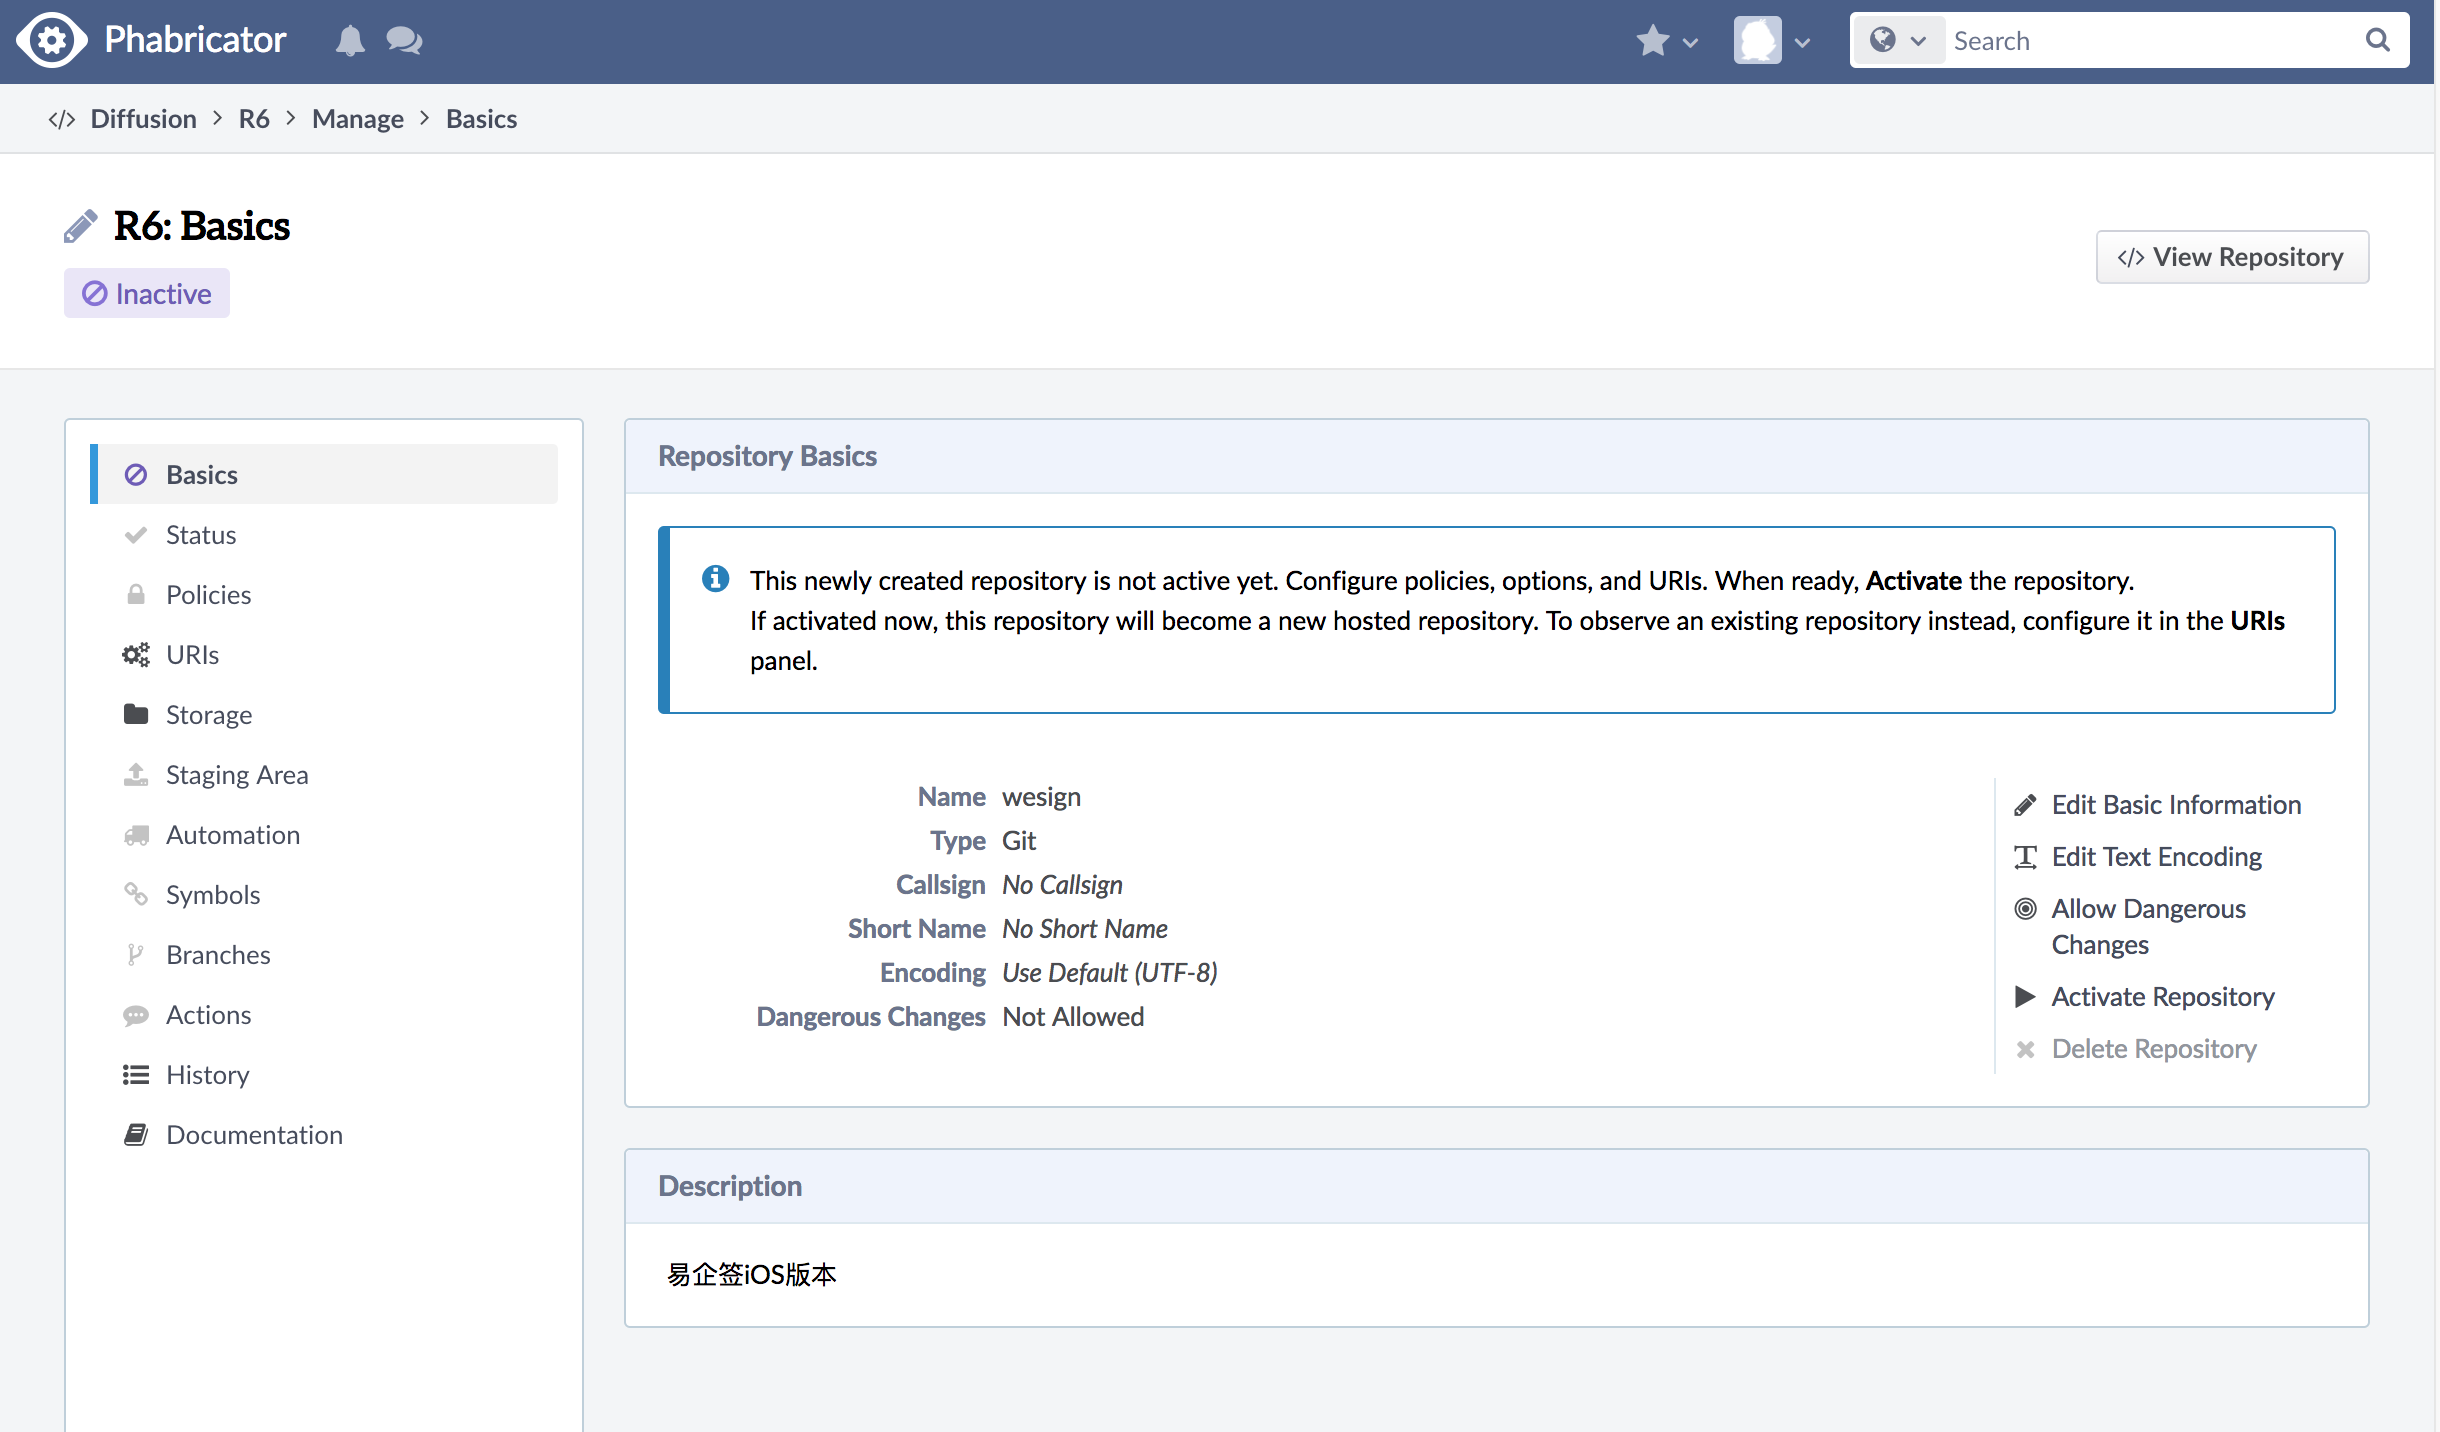 Phabricator
Search
Diffusion > R6 > Manage > Basics
R6: Basics
Inactive
View Repository
Basics
Status
Policies
URIs
Storage
Staging Area
Automation
Symbols
Branches
Actions
History
Documentation
Repository Basics
This newly created repository is not active yet. Configure policies, options, and URIs. When ready, Activate the repository.
If activated now, this repository will become a new hosted repository. To observe an existing repository instead, configure it in the URIs
panel.
Name wesign
Type Git
Callsign No Callsign
Short Name No Short Name
Encoding Use Default (UTF-8)
Dangerous Changes Not Allowed
Edit Basic Information
Edit Text Encoding
Allow Dangerous
Changes
Activate Repository
Delete Repository
Description
易企签iOS版本